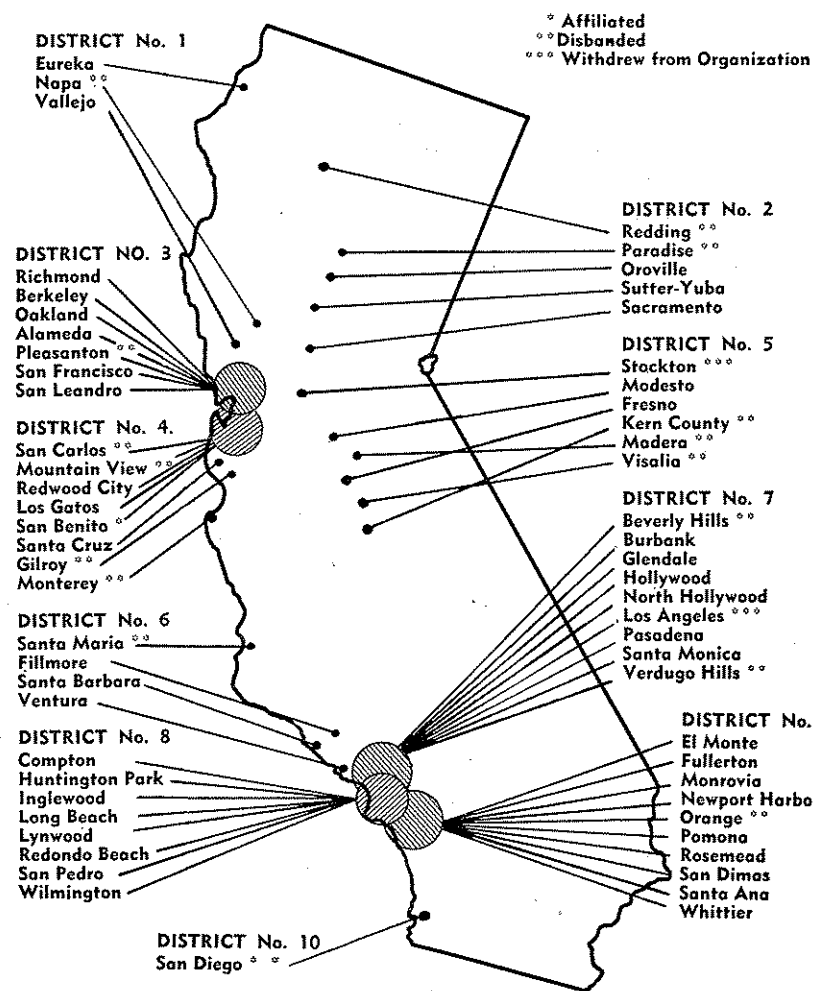 * Affiliated
**Disbanded
*** Withdrew from Organization
DISTRICT No. 1
Eureka
Napa **
Vallejo
DISTRICT No. 2
Redding **
Paradise **
Oroville
Sutter-Yuba
Sacramento
DISTRICT NO. 3
Richmond
Berkeley
Oakland
Alameda
Pleasanton **
San Francisco
San Leandro
DISTRICT No. 4.
San Carlos **
Mountain View **
Redwood City
Los Gatos
San Benito *
Santa Cruz
Gilroy **
Monterey **
DISTRICT No. 5
Stockton ***
Modesto
Fresno
Kern County **
Madera **
Visalia **
DISTRICT No. 6
Santa Maria **
Fillmore
Santa Barbara
Ventura
DISTRICT No. 7
Beverly Hills **
Burbank
Glendale
Hollywood
North Hollywood
Los Angeles ***
Pasadena
Santa Monica
Verdugo Hills **
DISTRICT No. 8
Compton
Huntington Park
Inglewood
Long Beach
Lynwood
Redondo Beach
San Pedro
Wilmington
DISTRICT No.
El Monte
Fullerton
Monrovia
Newport Harbo
Orange **
Pomona
Rosemead
San Dimas
Santa Ana
Whittier
DISTRICT No. 10
San Diego * *